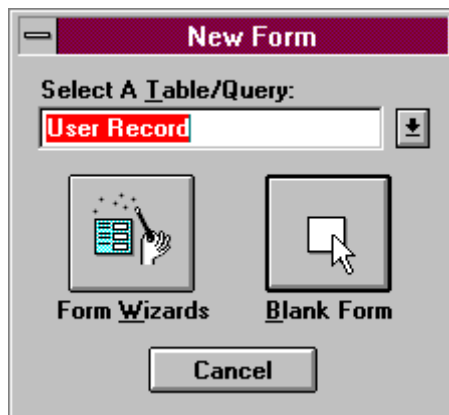 New Form
Select A Table/Query:
User Record
Form Wizards
Blank Form
Cancel